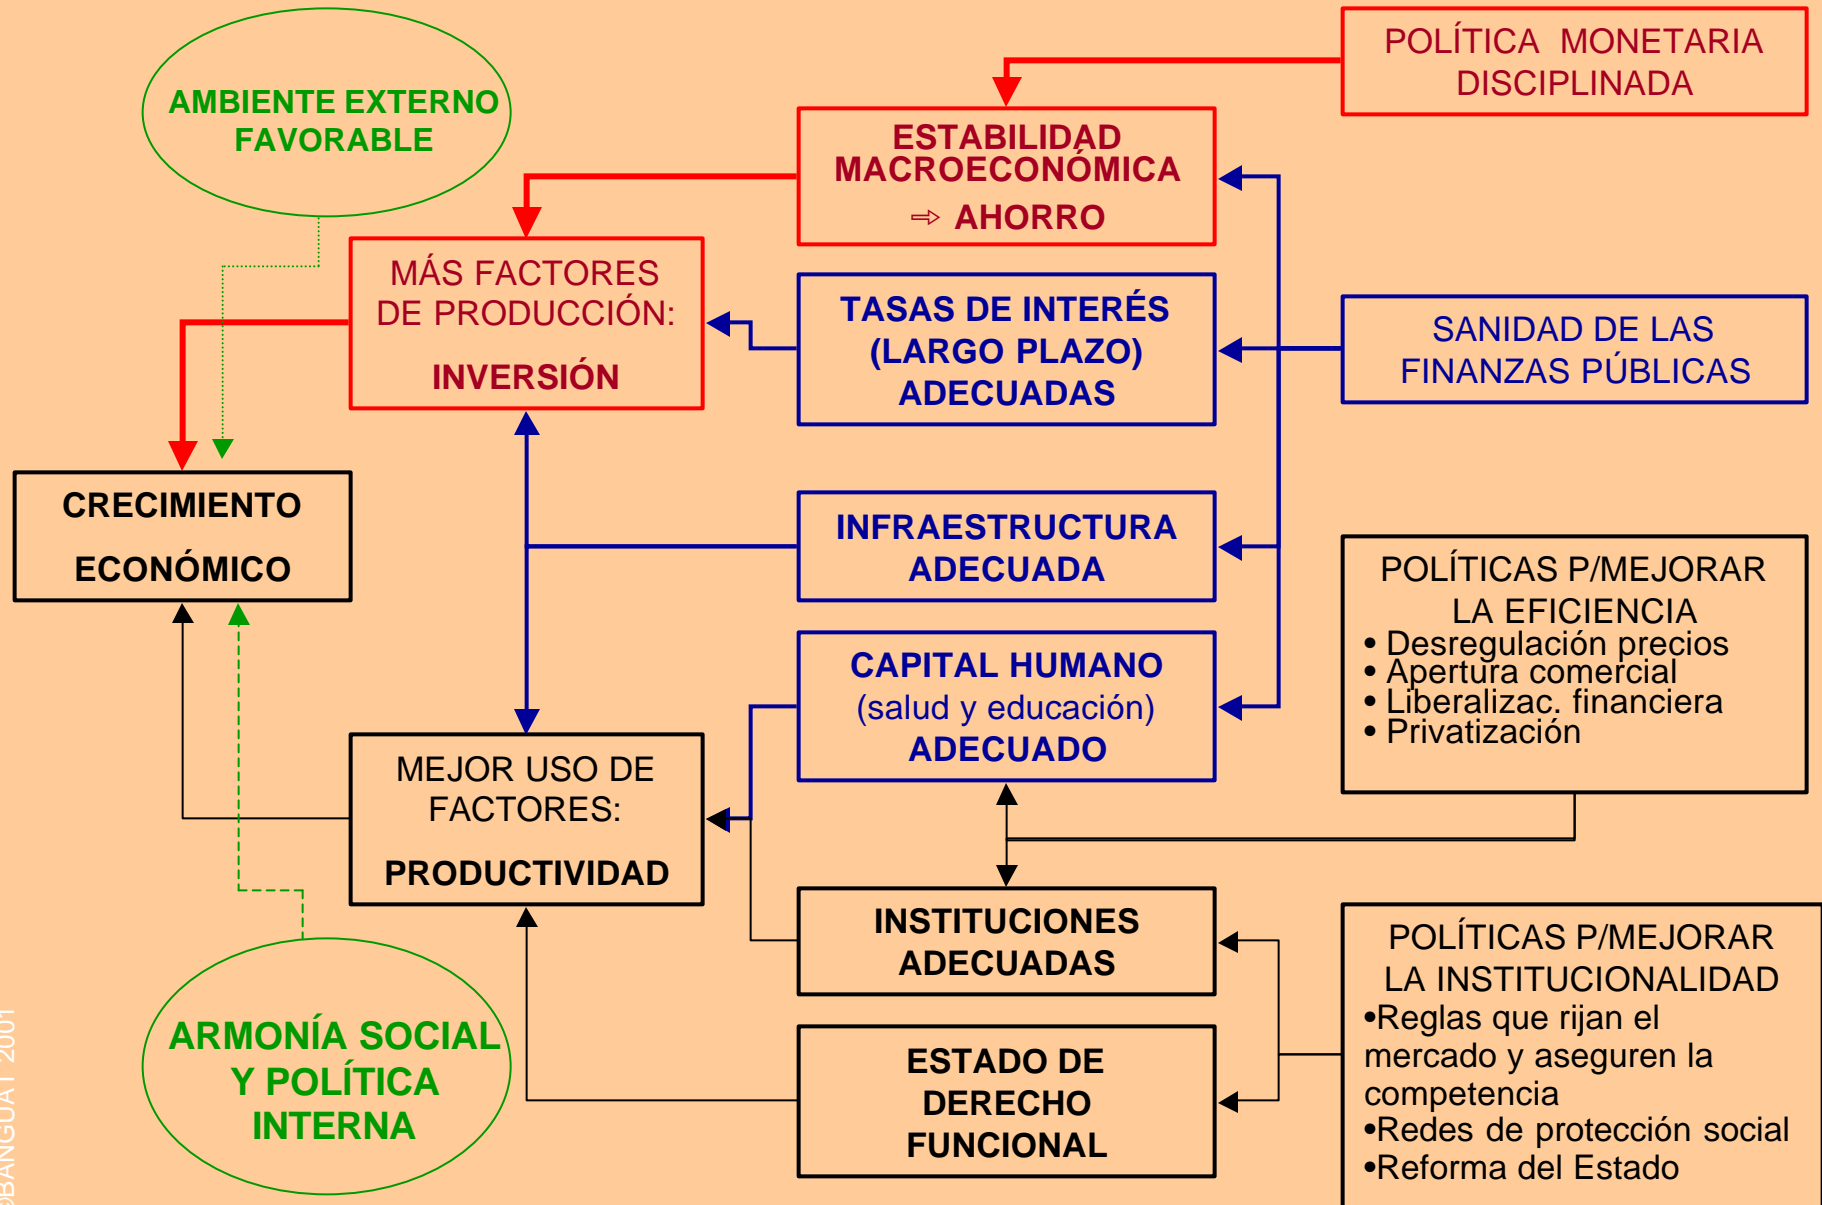 AMBIENTE EXTERNO
FAVORABLE
POLÍTICA MONETARIA
DISCIPLINADA
ESTABILIDAD
MACROECONÓMICA
⇨ AHORRO
MÁS FACTORES
DE PRODUCCIÓN:
INVERSIÓN
TASAS DE INTERÉS
(LARGO PLAZO)
ADECUADAS
SANIDAD DE LAS
FINANZAS PÚBLICAS
CRECIMIENTO
ECONÓMICO
INFRAESTRUCTURA
ADECUADA
POLÍTICAS P/MEJORAR
LA EFICIENCIA
• Desregulación precios
• Apertura comercial
• Liberalizac. financiera
• Privatización
CAPITAL HUMANO
(salud y educación)
ADECUADO
MEJOR USO DE
FACTORES:
PRODUCTIVIDAD
INSTITUCIONES
ADECUADAS
POLÍTICAS P/MEJORAR
LA INSTITUCIONALIDAD
•Reglas que rijan el
mercado y aseguren la
competencia
•Redes de protección social
•Reforma del Estado
ARMONÍA SOCIAL
Y POLÍTICA
INTERNA
ESTADO DE
DERECHO
FUNCIONAL
©BANGUAT 2001